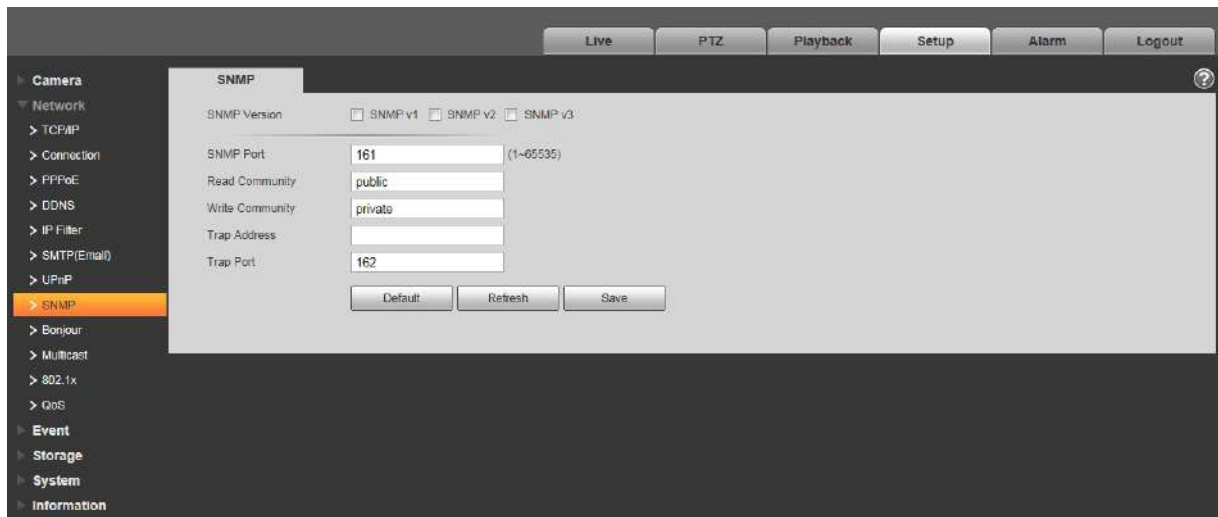 Live PTZ Playback Setup Alarm Logout
Camera
Network
> TCP/IP
> Connection
> PPPoE
> DDNS
> IP Filter
> SMTP(Email)
> UPnP
> SNMP
> Bonjour
> Multicast
> 802.1x
> QoS
Event
Storage
System
Information
SNMP
?
SNMP Version SNMP v1 SNMP v2 SNMP v3
SNMP Port 161 (1~65535)
Read Community public
Write Community private
Trap Address
Trap Port 162
Default Refresh Save